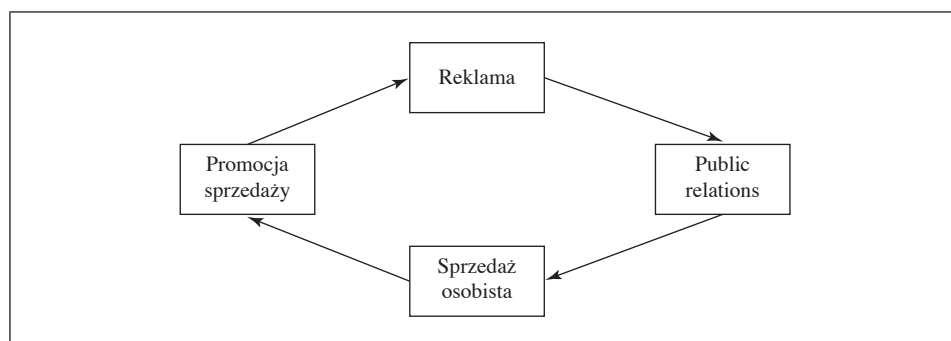 Reklama
Promocja
sprzedaży
Public
relations
Sprzedaż
osobista